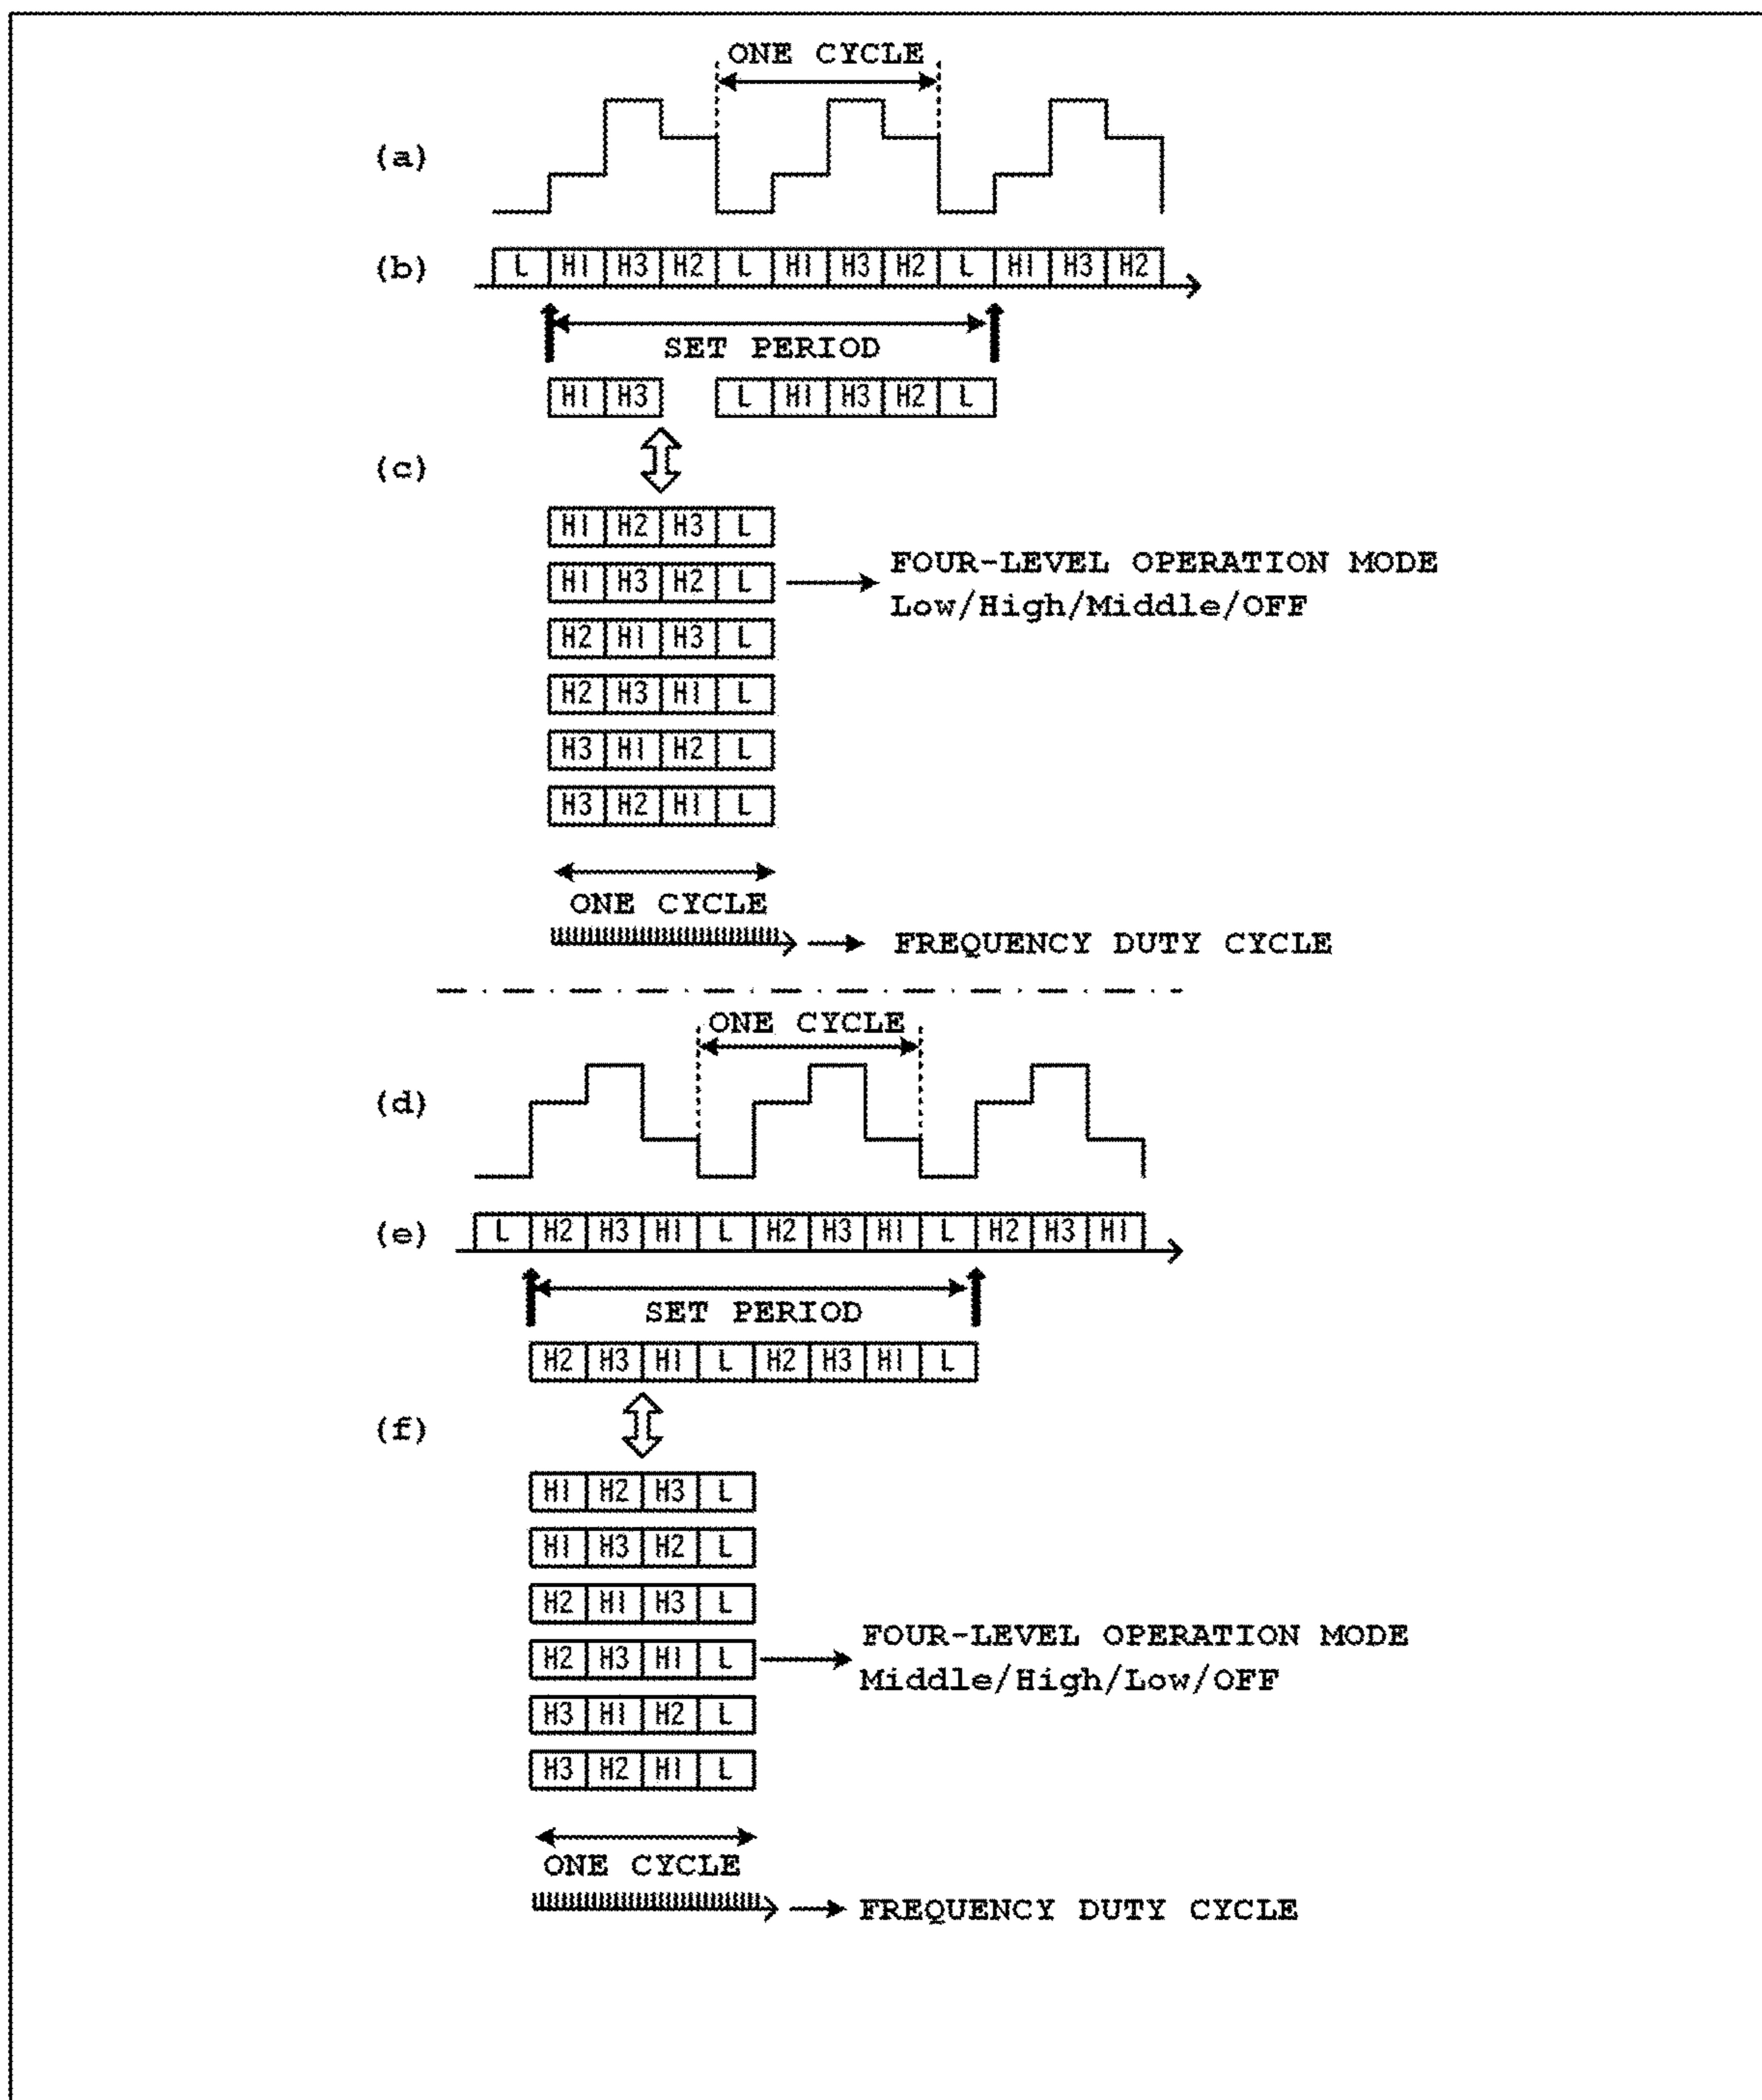 ONE CYCLE
(a)
(b) L H1 H3 H2 L H1 H3 H2 L H1 H3 H2
SET PERIOD
H1 H3 L H1 H3 H2 L
(c)
H1 H2 H3 L
FOUR-LEVEL OPERATION MODE
H1 H3 H2 L
Low/High/Middle/OFF
H2 H1 H3 L
H2 H3 H1 L
H3 H1 H2 L
H3 H2 H1 L
ONE CYCLE
FREQUENCY DUTY CYCLE
ONE CYCLE
(d)
(e) L H2 H3 H1 L H2 H3 H1 L H2 H3 H1
SET PERIOD
H2 H3 H1 L H2 H3 H1 L
(f)
H1 H2 H3 L
H1 H3 H2 L
H2 H1 H3 L
FOUR-LEVEL OPERATION MODE
H2 H3 H1 L
Middle/High/Low/OFF
H3 H1 H2 L
H3 H2 H1 L
ONE CYCLE
FREQUENCY DUTY CYCLE